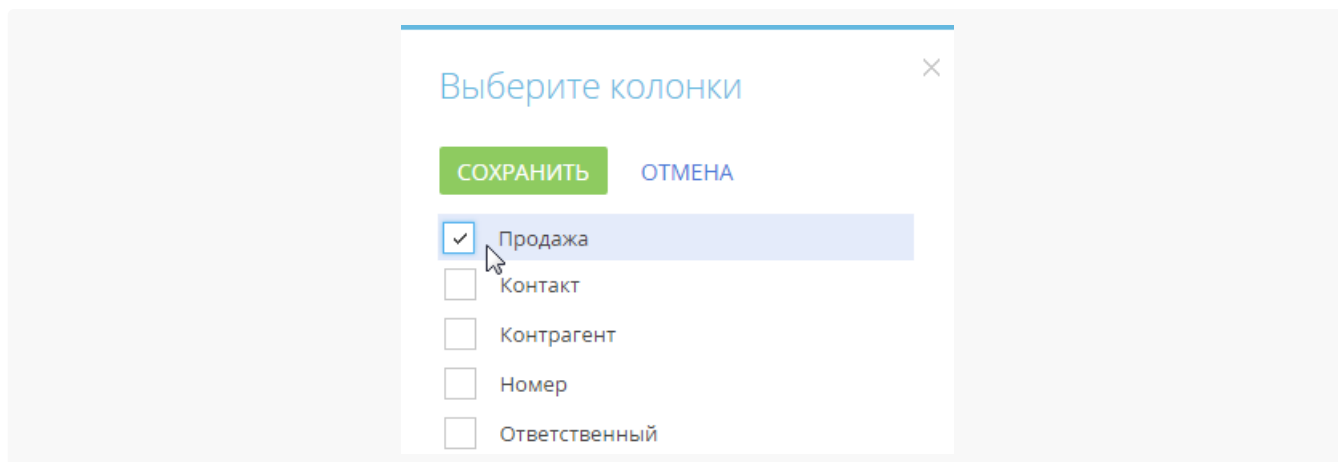 Выберите колонки
СОХРАНИТЬ ОТМЕНА
Продажа
Контакт
Контрагент
Номер
Ответственный